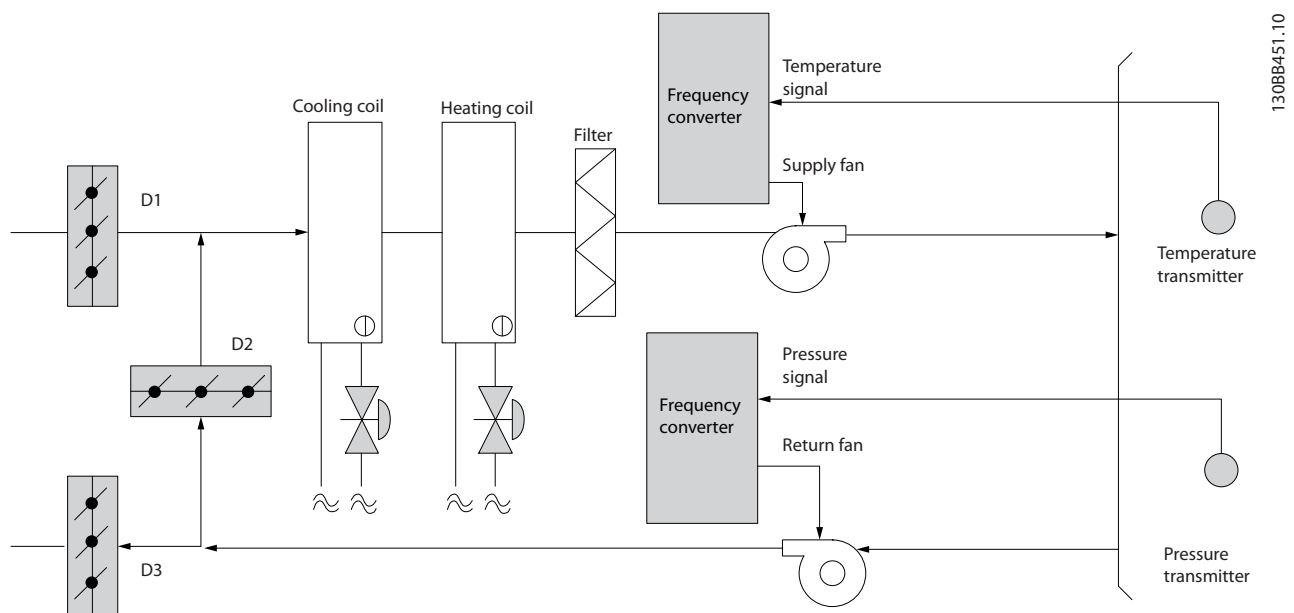 130BB451.10
Temperature
signal
Cooling coil
Heating coil
Frequency
converter
Filter
Supply fan
D1
Temperature
transmitter
D2
Pressure
signal
Frequency
converter
Return fan
D3
Pressure
transmitter